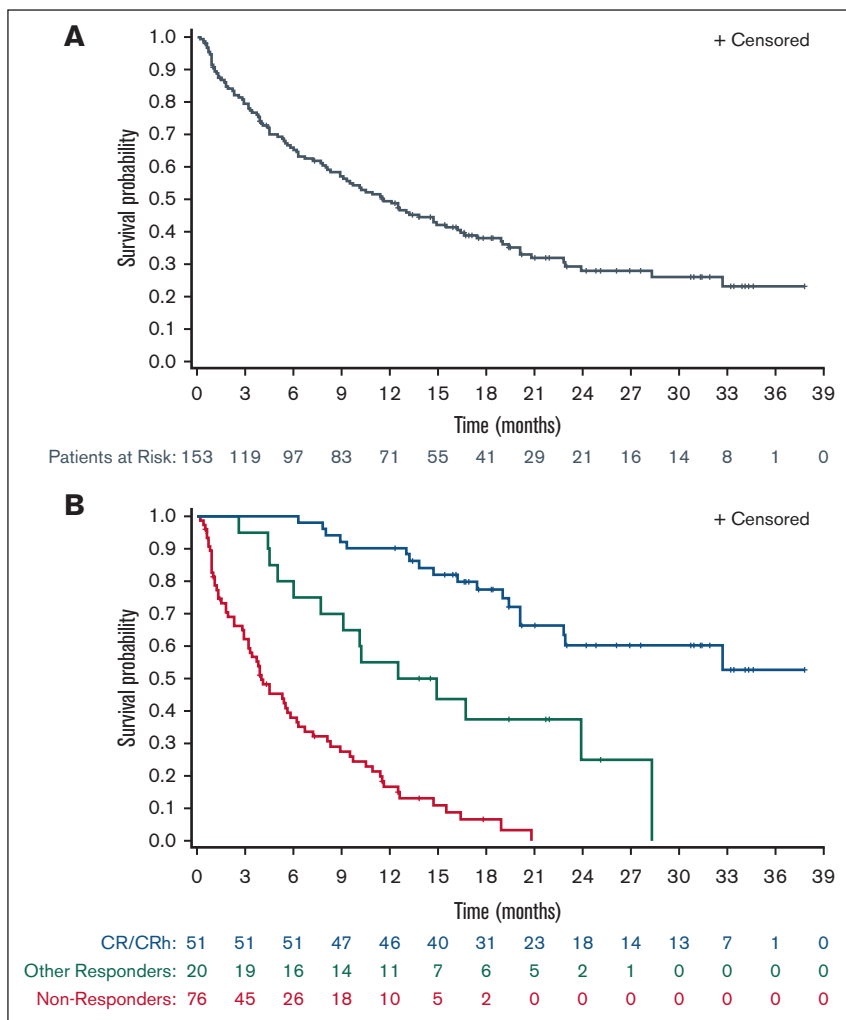 A
+ Censored
Survival probability
1.0
0.9
0.8
0.7
0.6
0.5
0.4
0.3
0.2
0.1
0.0
0 3 6 9 12 15 18 21 24 27 30 33 36 39
Time (months)
Patients at Risk: 153 119 97 83 71 55 41 29 21 16 14 8 1 0
B
+ Censored
Survival probability
1.0
0.9
0.8
0.7
0.6
0.5
0.4
0.3
0.2
0.1
0.0
0 3 6 9 12 15 18 21 24 27 30 33 36 39
Time (months)
CR/CRh: 51 51 51 47 46 40 31 23 18 14 13 7 1 0
Other Responders: 20 19 16 14 11 7 6 5 2 1 0 0 0 0
Non-Responders: 76 45 26 18 10 5 2 0 0 0 0 0 0 0